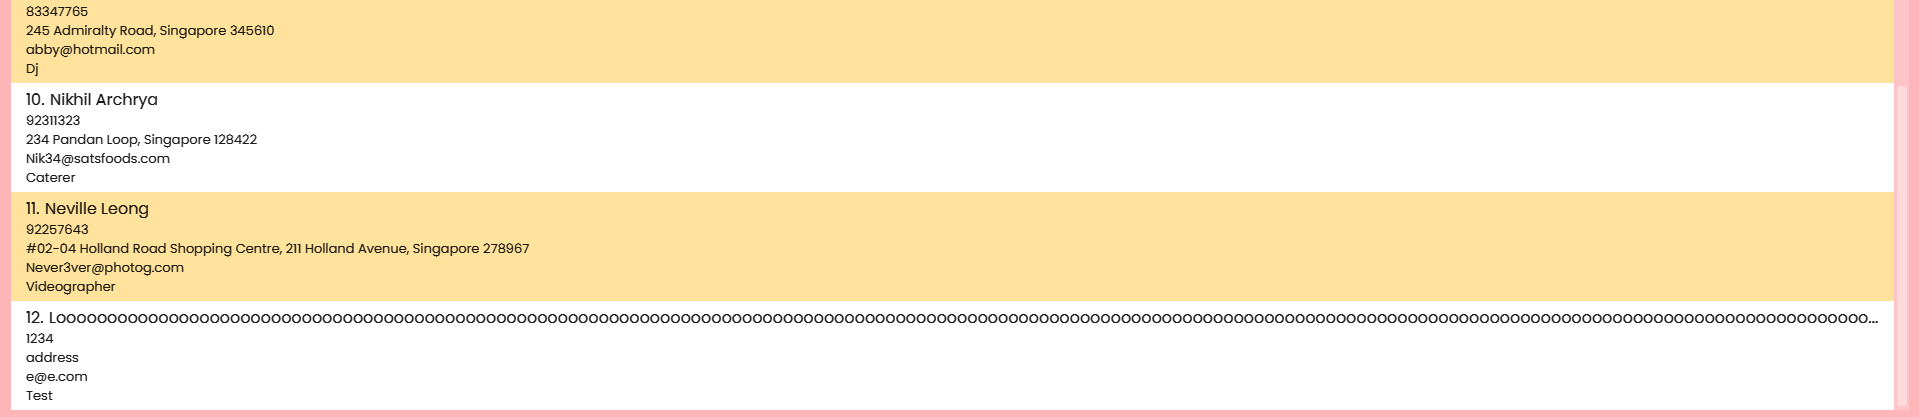 83347765
245 Admiralty Road, Singapore 345610
abby@hotmail.com
Dj
10. Nikhil Archrya
92311323
234 Pandan Loop, Singapore 128422
Nik34@satsfoods.com
Caterer
11. Neville Leong
92257643
#02-04 Holland Road Shopping Centre, 211 Holland Avenue, Singapore 278967
Never3ver@photog.com
Videographer
12. Looooooooooooooooooooooooooooooooooooooooooooooooooooooooooooooooooooooooooooooooooooooooooooooooooooooooooooooooooooooooooooooooooooooooooooooooooooooooooooooooooooooooooooooooooo...
1234
address
e@e.com
Test